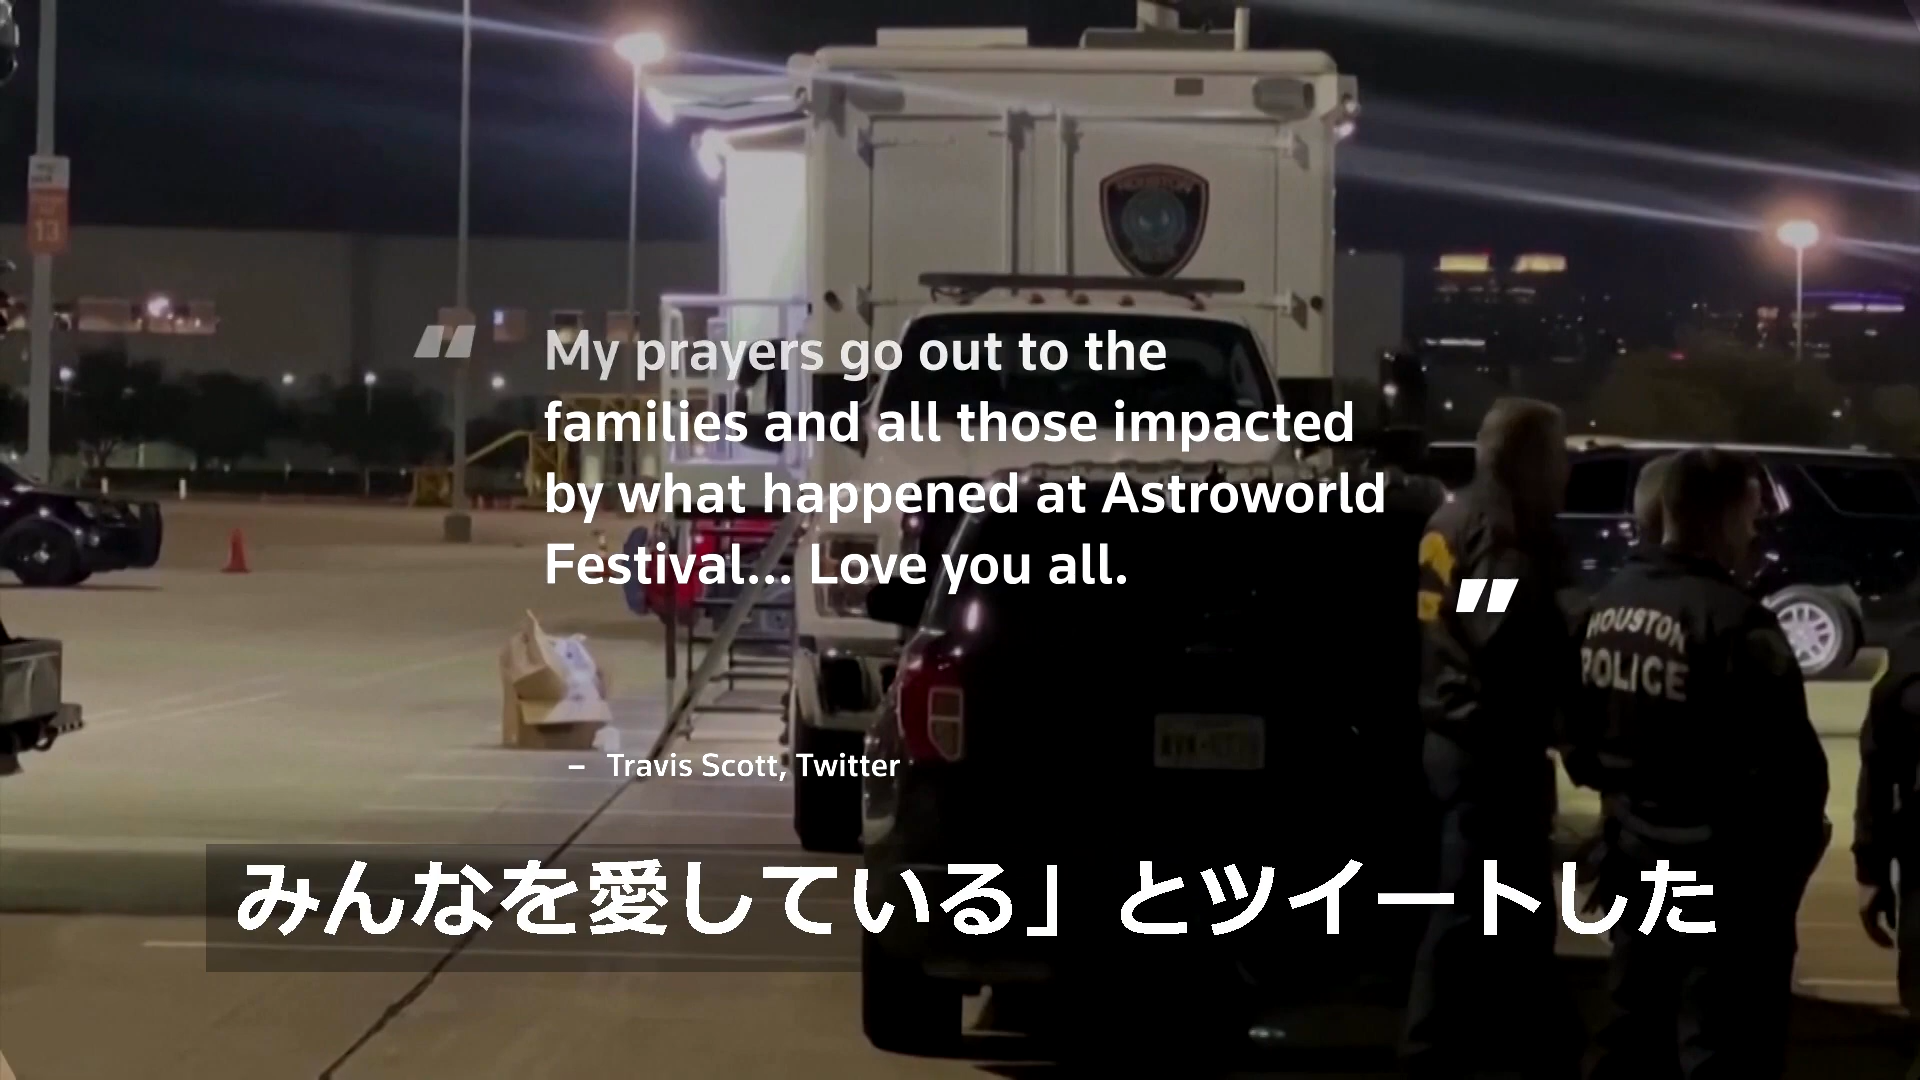 HOUSTON
13
“
My prayers go out to the
families and all those impacted
by what happened at Astroworld
Festival... Love you all.
”
HOUSTON
POLICE
– Travis Scott, Twitter
みんなを愛している」とツイートした